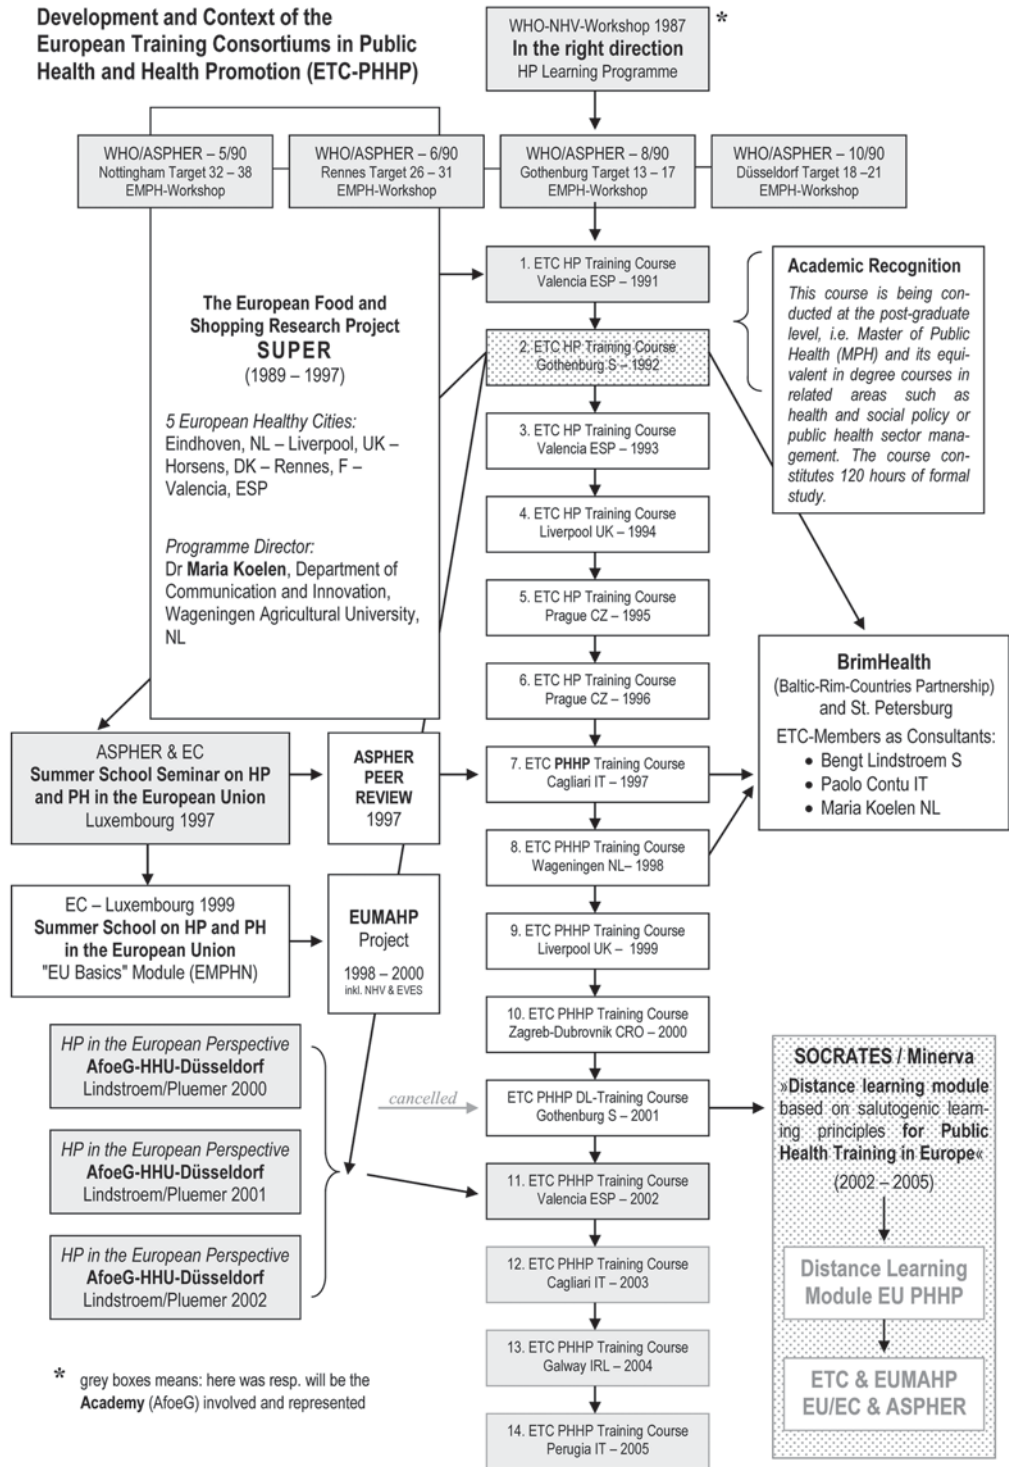 Development and Context of the
European Training Consortiums in Public
Health and Health Promotion (ETC-PHHP)
WHO-NHV-Workshop 1987
In the right direction
HP Learning Programme
*
WHO/ASPHER – 5/90
Nottingham Target 32 – 38
EMPH-Workshop
WHO/ASPHER – 6/90
Rennes Target 26 – 31
EMPH-Workshop
WHO/ASPHER – 8/90
Gothenburg Target 13 – 17
EMPH-Workshop
WHO/ASPHER – 10/90
Düsseldorf Target 18 –21
EMPH-Workshop
The European Food and
Shopping Research Project
SUPER
(1989 – 1997)
5 European Healthy Cities:
Eindhoven, NL – Liverpool, UK –
Horsens, DK – Rennes, F –
Valencia, ESP
Programme Director:
Dr Maria Koelen, Department of
Communication and Innovation,
Wageningen Agricultural University,
NL
1. ETC HP Training Course
Valencia ESP – 1991
2. ETC HP Training Course
Gothenburg S – 1992
3. ETC HP Training Course
Valencia ESP – 1993
4. ETC HP Training Course
Liverpool UK – 1994
5. ETC HP Training Course
Prague CZ – 1995
6. ETC HP Training Course
Prague CZ – 1996
7. ETC PHHP Training Course
Cagliari IT – 1997
8. ETC PHHP Training Course
Wageningen NL– 1998
9. ETC PHHP Training Course
Liverpool UK – 1999
10. ETC PHHP Training Course
Zagreb-Dubrovnik CRO – 2000
cancelled
ETC PHHP DL-Training Course
Gothenburg S – 2001
11. ETC PHHP Training Course
Valencia ESP – 2002
12. ETC PHHP Training Course
Cagliari IT – 2003
13. ETC PHHP Training Course
Galway IRL – 2004
14. ETC PHHP Training Course
Perugia IT – 2005
Academic Recognition
This course is being con-
ducted at the post-graduate
level, i.e. Master of Public
Health (MPH) and its equi-
valent in degree courses in
related areas such as
health and social policy or
public health sector mana-
gement. The course con-
stitutes 120 hours of formal
study.
BrimHealth
(Baltic-Rim-Countries Partnership)
and St. Petersburg
ETC-Members as Consultants:
• Bengt Lindstroem S
• Paolo Contu IT
• Maria Koelen NL
ASPHER & EC
Summer School Seminar on HP
and PH in the European Union
Luxembourg 1997
ASPHER
PEER
REVIEW
1997
EC – Luxembourg 1999
Summer School on HP and PH
in the European Union
"EU Basics" Module (EMPHN)
EUMAHP
Project
1998 – 2000
inkl. NHV & EVES
HP in the European Perspective
AfoeG-HHU-Düsseldorf
Lindstroem/Pluemer 2000
HP in the European Perspective
AfoeG-HHU-Düsseldorf
Lindstroem/Pluemer 2001
HP in the European Perspective
AfoeG-HHU-Düsseldorf
Lindstroem/Pluemer 2002
SOCRATES / Minerva
»Distance learning module
based on salutogenic learn-
ing principles for Public
Health Training in Europe«
(2002 – 2005)
Distance Learning
Module EU PHHP
ETC & EUMAHP
EU/EC & ASPHER
* grey boxes means: here was resp. will be the
Academy (AfoeG) involved and represented